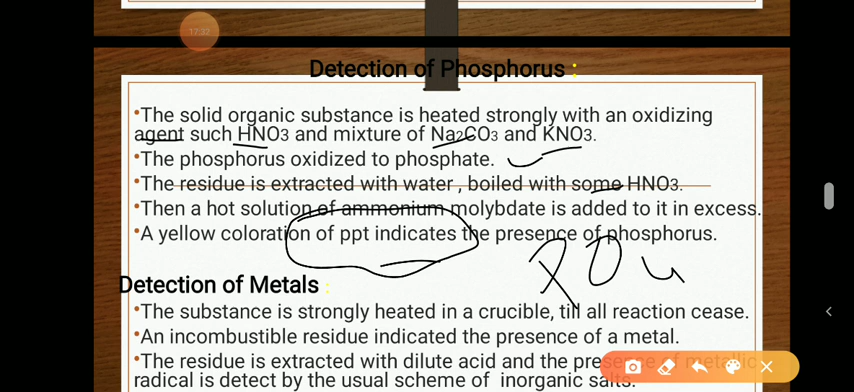 17:32
Detection of Phosphorus :
•The solid organic substance is heated strongly with an oxidizing
agent such HNO3 and mixture of Na2CO3 and KNO3.
•The phosphorus oxidized to phosphate.
•The residue is extracted with water , boiled with some HNO3.
•Then a hot solution of ammonium molybdate is added to it in excess.
•A yellow coloration of ppt indicates the presence of phosphorus.
PO4
Detection of Metals :
•The substance is strongly heated in a crucible, till all reaction cease.
•An incombustible residue indicated the presence of a metal.
•The residue is extracted with dilute acid and the presence of metallic
radical is detect by the usual scheme of inorganic salts.